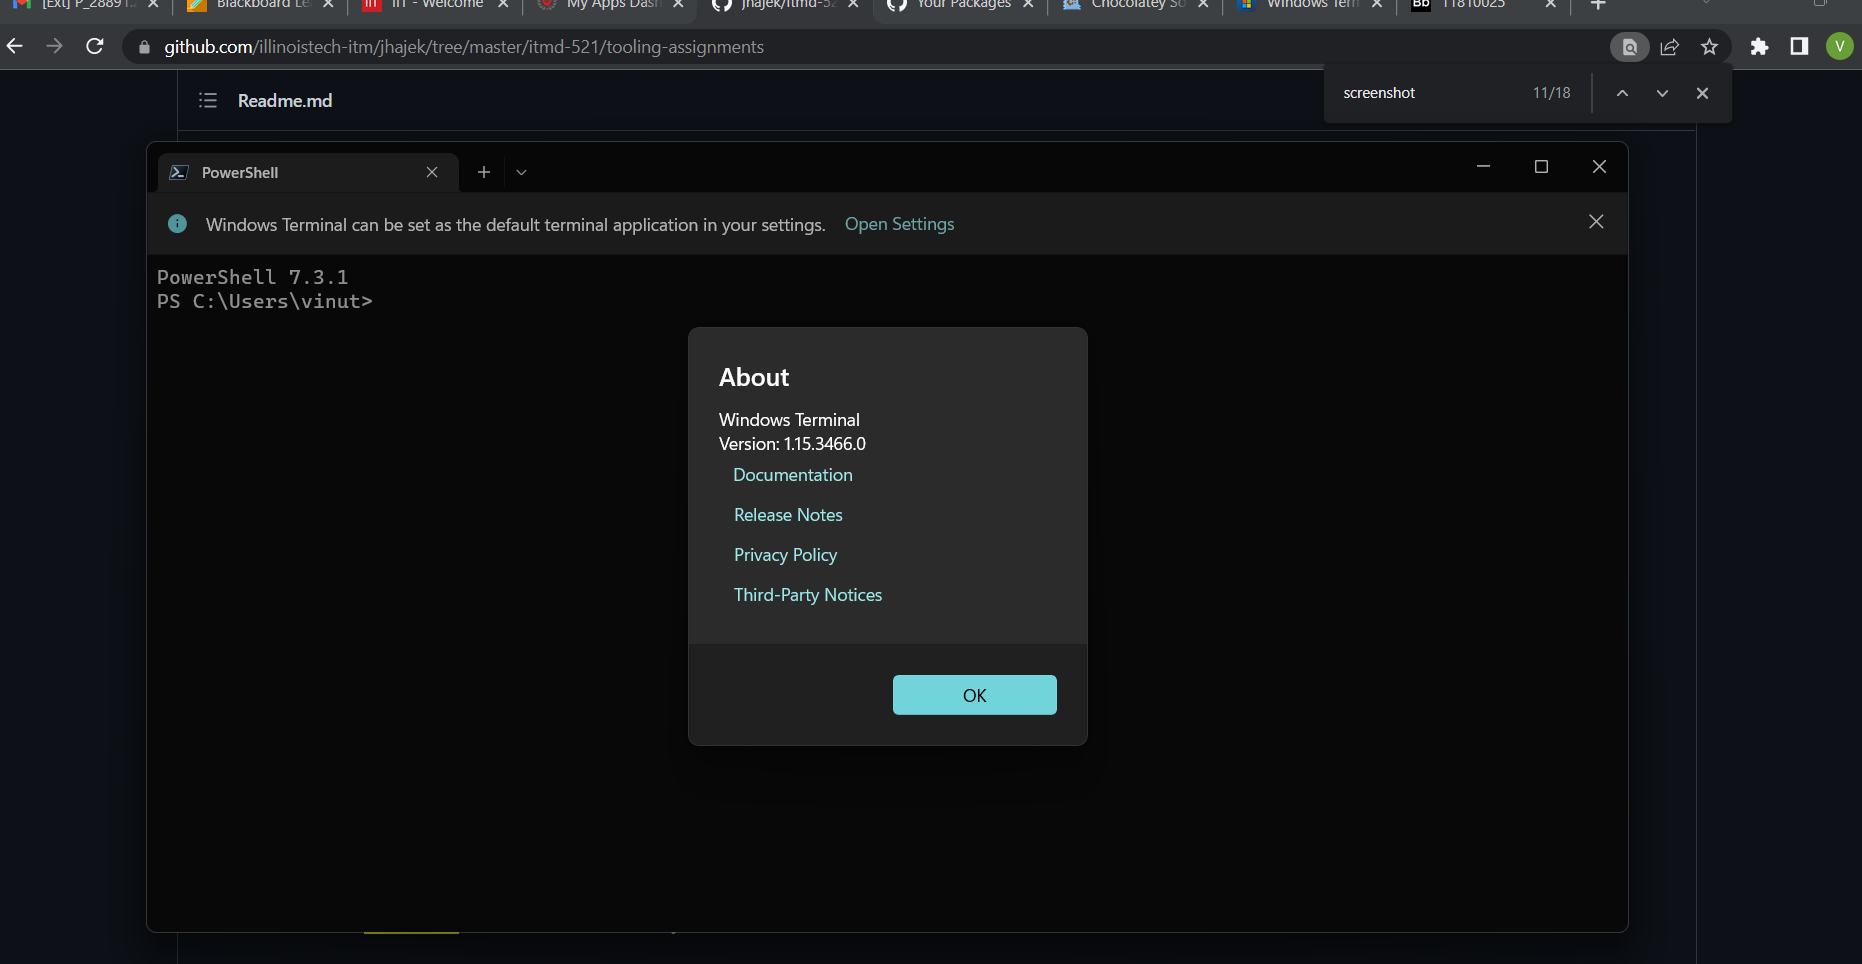 [Ext] P_28891.
Blackboard Le
IIT - Welcome
My Apps Dash
jhajek/itmd-52
Your Packages
Chocolatey So
Windows Term
Bb 11810025
github.com/illinoistech-itm/jhajek/tree/master/itmd-521/tooling-assignments
V
Readme.md
screenshot 11/18
PowerShell
Windows Terminal can be set as the default terminal application in your settings. Open Settings
PowerShell 7.3.1
PS C:\Users\vinut>
About
Windows Terminal
Version: 1.15.3466.0
Documentation
Release Notes
Privacy Policy
Third-Party Notices
OK